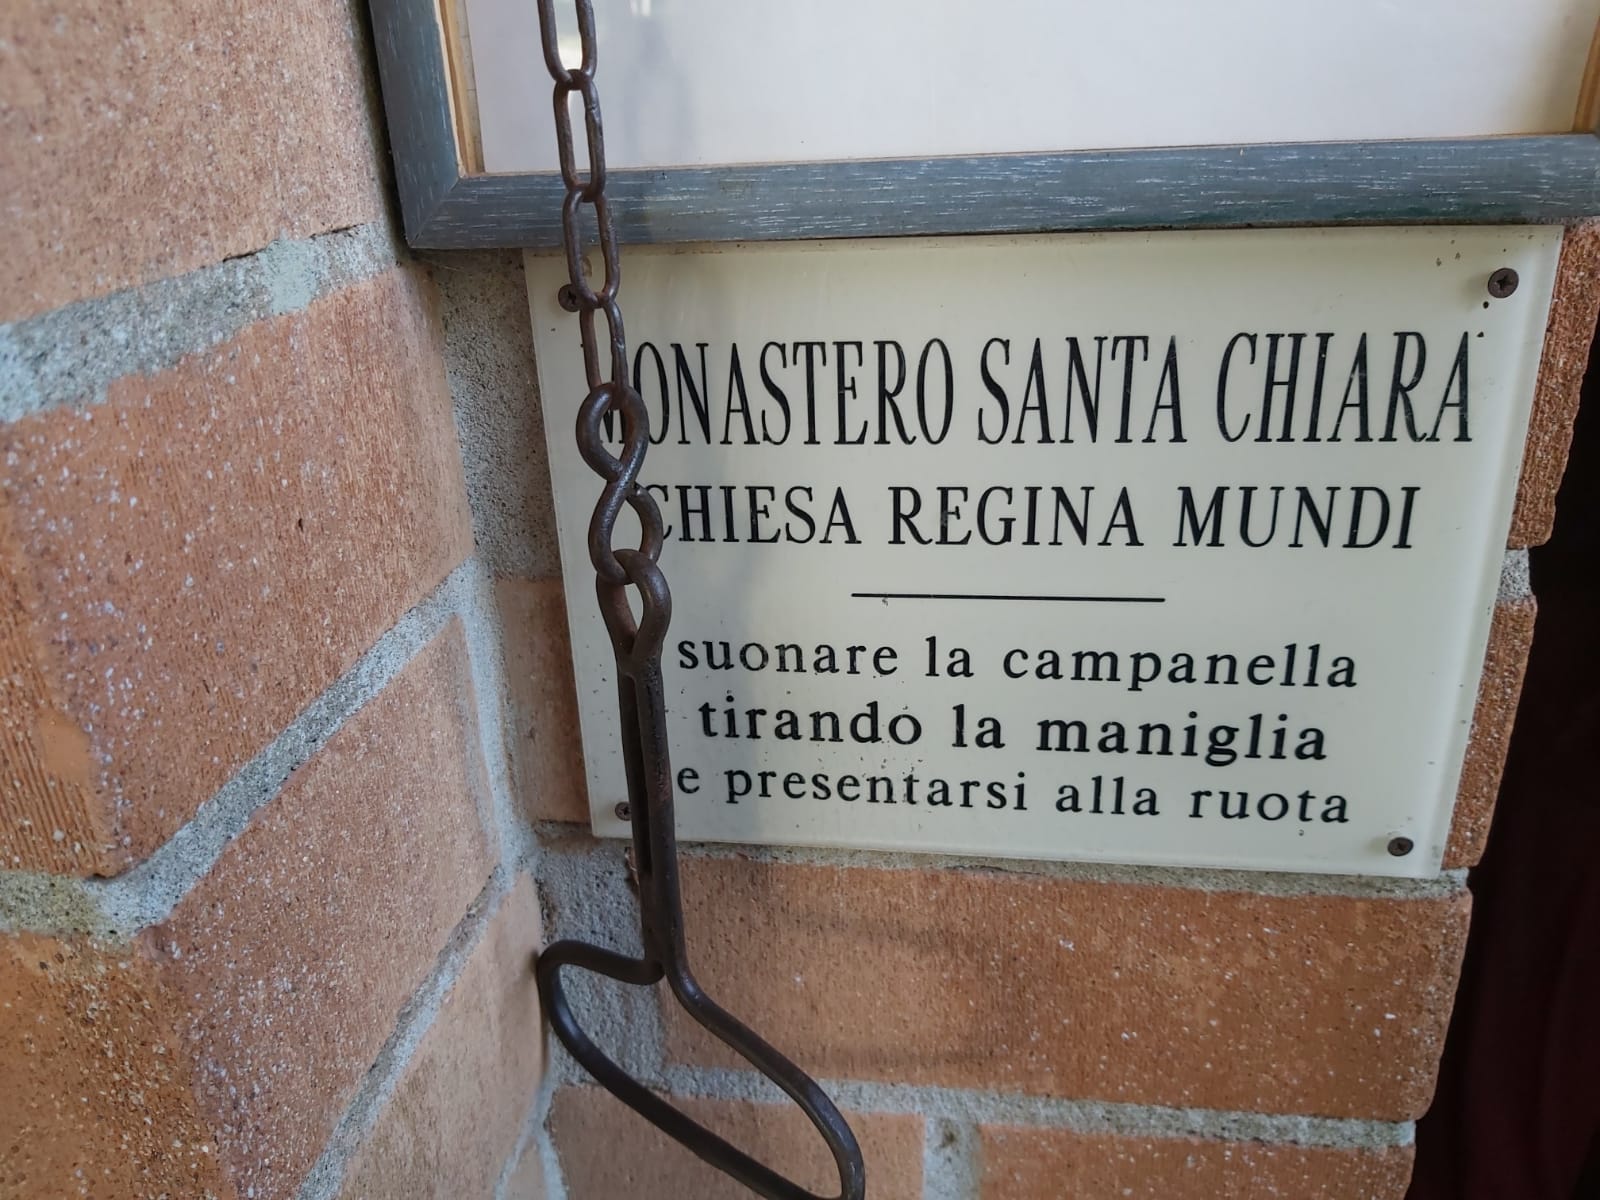 MONASTERO SANTA CHIARA
CHIESA REGINA MUNDI
suonare la campanella
tirando la maniglia
e presentarsi alla ruota